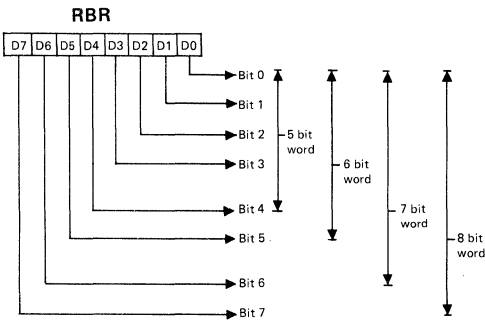 RBR
D7 D6 D5 D4 D3 D2 D1 D0
Bit 0
Bit 1
Bit 2
Bit 3
Bit 4
Bit 5
Bit 6
Bit 7
5 bit
word
6 bit
word
7 bit
word
8 bit
word